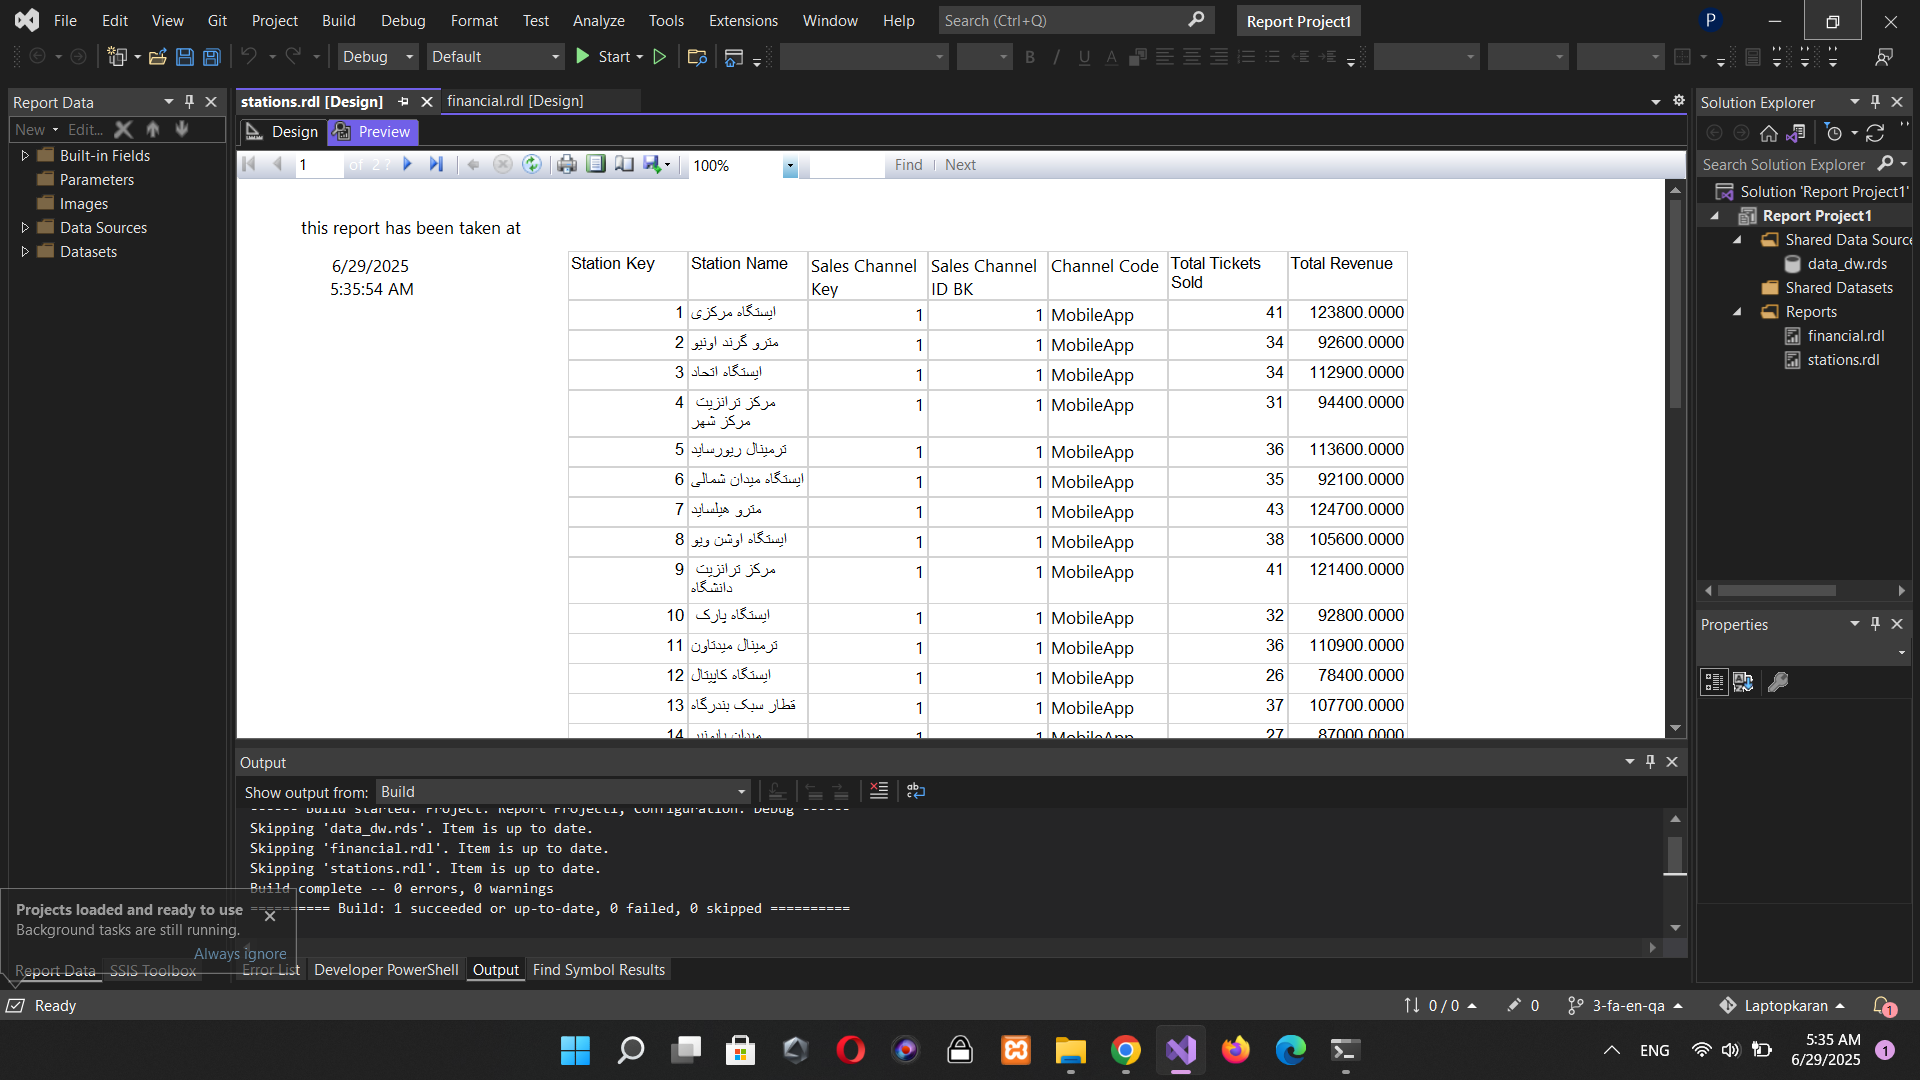 File Edit View Git Project Build Debug Format Test Analyze Tools Extensions Window Help Search (Ctrl+Q) Report Project1 P
Debug Default Start
Report Data
New Edit...
Built-in Fields
Parameters
Images
Data Sources
Datasets
stations.rdl [Design] financial.rdl [Design]
Design Preview
1 of 2 ? 100% Find Next
this report has been taken at
6/29/2025
5:35:54 AM
Station Key Station Name Sales Channel Key Sales Channel ID BK Channel Code Total Tickets Sold Total Revenue
1 ایستگاه مرکزی 1 1 MobileApp 41 123800.0000
2 مترو گرند اونیو 1 1 MobileApp 34 92600.0000
3 ایستگاه اتحاد 1 1 MobileApp 34 112900.0000
4 مرکز ترانزیت مرکز شهر 1 1 MobileApp 31 94400.0000
5 ترمینال ریورساید 1 1 MobileApp 36 113600.0000
6 ایستگاه میدان شمالی 1 1 MobileApp 35 92100.0000
7 مترو هیلساید 1 1 MobileApp 43 124700.0000
8 ایستگاه اوشن ویو 1 1 MobileApp 38 105600.0000
9 مرکز ترانزیت دانشگاه 1 1 MobileApp 41 121400.0000
10 ایستگاه پارک 1 1 MobileApp 32 92800.0000
11 ترمینال میدتاون 1 1 MobileApp 36 110900.0000
12 ایستگاه کاپیتال 1 1 MobileApp 26 78400.0000
13 قطار سبک بندرگاه 1 1 MobileApp 37 107700.0000
14 میدان پایونیر 1 1 MobileApp 27 87000.0000
Output
Show output from: Build
------ Build started: Project: Report Project1, Configuration: Debug ------
Skipping 'data_dw.rds'. Item is up to date.
Skipping 'financial.rdl'. Item is up to date.
Skipping 'stations.rdl'. Item is up to date.
Build complete -- 0 errors, 0 warnings
========== Build: 1 succeeded or up-to-date, 0 failed, 0 skipped ==========
Projects loaded and ready to use
Background tasks are still running.
Always ignore
Report Data SSIS Toolbox
Error List Developer PowerShell Output Find Symbol Results
Solution Explorer
Search Solution Explorer
Solution 'Report Project1'
Report Project1
Shared Data Source
data_dw.rds
Shared Datasets
Reports
financial.rdl
stations.rdl
Properties
Ready 0 / 0 0 3-fa-en-qa Laptopkaran 1
ENG 5:35 AM 1
6/29/2025